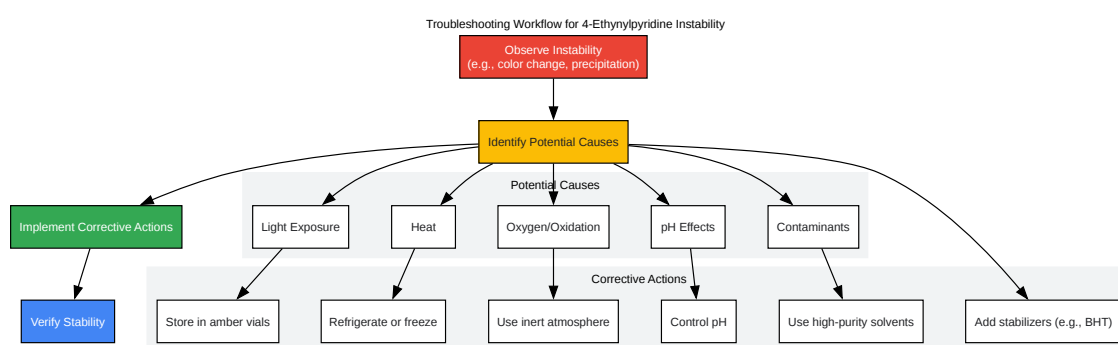 Troubleshooting Workflow for 4-Ethynylpyridine Instability
Observe Instability
(e.g., color change, precipitation)
Identify Potential Causes
Potential Causes
Implement Corrective Actions
Light Exposure
Heat
Oxygen/Oxidation
pH Effects
Contaminants
Corrective Actions
Verify Stability
Store in amber vials
Refrigerate or freeze
Use inert atmosphere
Control pH
Use high-purity solvents
Add stabilizers (e.g., BHT)